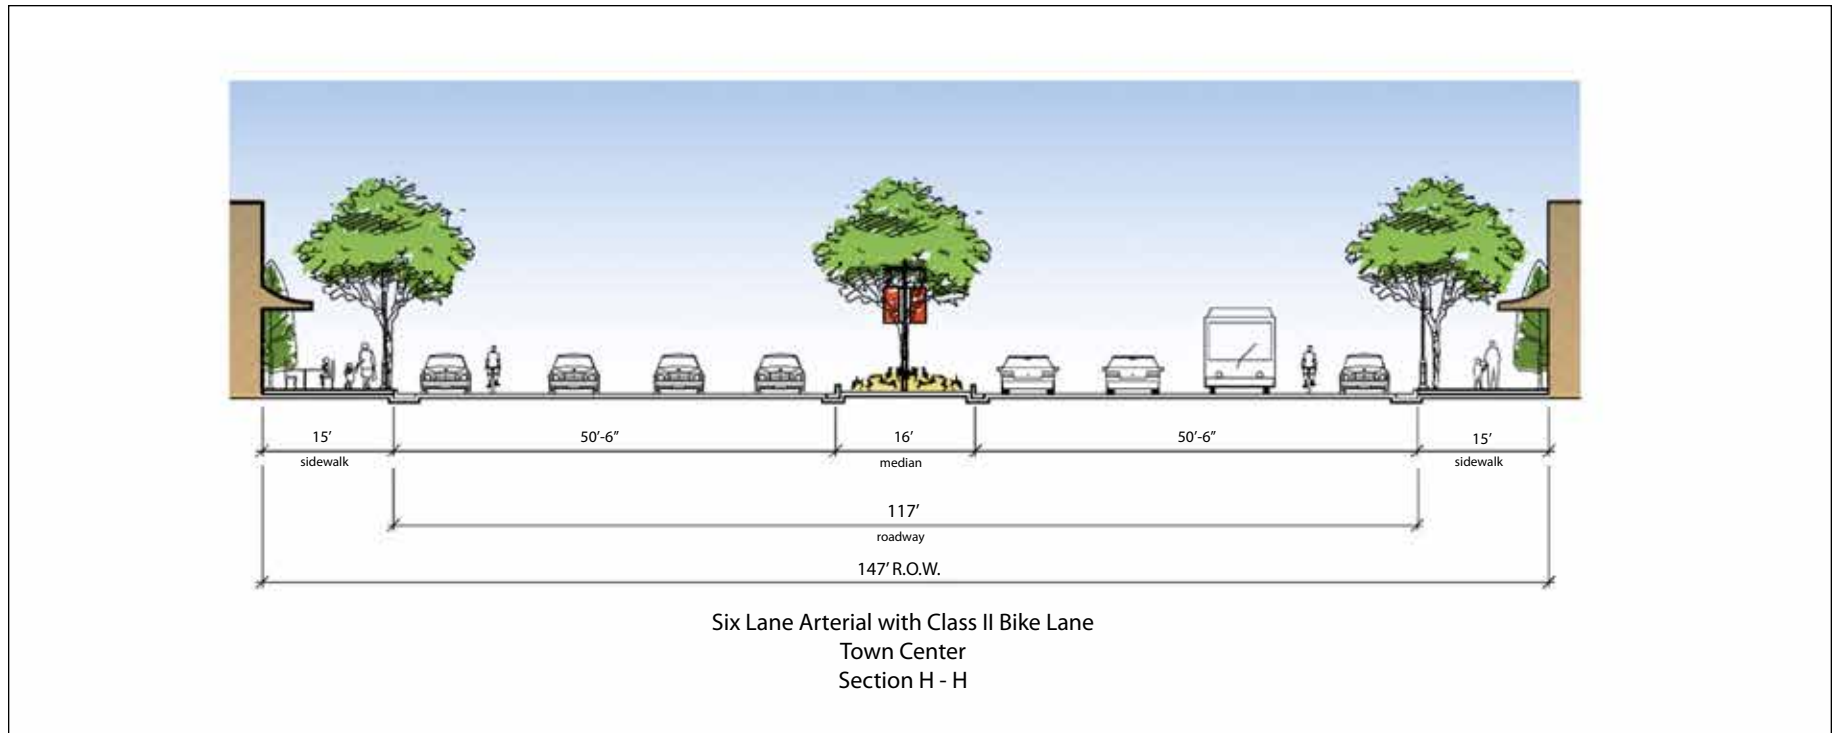 15’ 50’-6” 16’ 50’-6” 15’
sidewalk median sidewalk
117’
roadway
147’ R.O.W.
Six Lane Arterial with Class II Bike Lane
Town Center
Section H - H